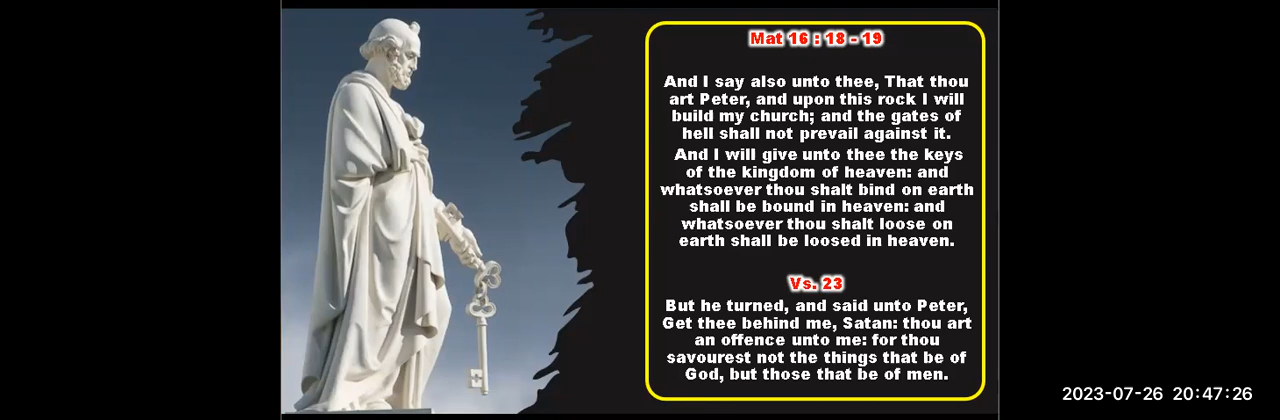 Mat 16 : 18 - 19
And I say also unto thee, That thou
art Peter, and upon this rock I will
build my church; and the gates of
hell shall not prevail against it.
And I will give unto thee the keys
of the kingdom of heaven: and
whatsoever thou shalt bind on earth
shall be bound in heaven: and
whatsoever thou shalt loose on
earth shall be loosed in heaven.
Vs. 23
But he turned, and said unto Peter,
Get thee behind me, Satan: thou art
an offence unto me: for thou
savourest not the things that be of
God, but those that be of men.
2023-07-26 20:47:26